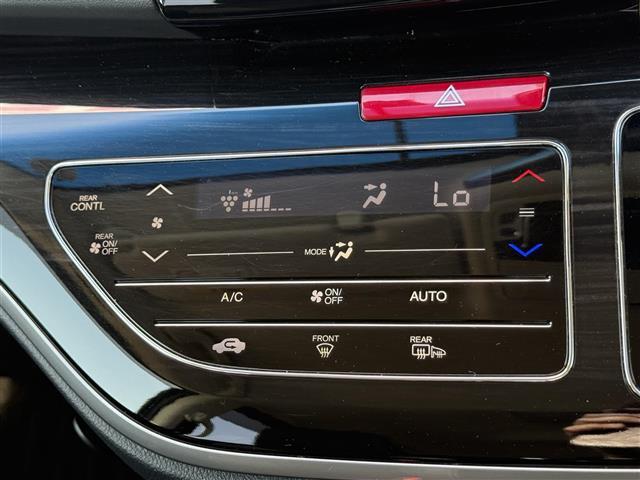 REAR
CONTL
Lo
REAR
ON/
OFF
MODE
A/C
ON/
OFF
AUTO
FRONT
REAR